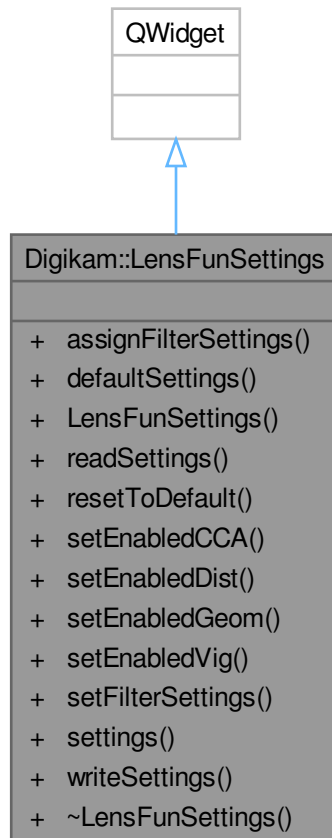 QWidget
Digikam::LensFunSettings
+ assignFilterSettings()
+ defaultSettings()
+ LensFunSettings()
+ readSettings()
+ resetToDefault()
+ setEnabledCCA()
+ setEnabledDist()
+ setEnabledGeom()
+ setEnabledVig()
+ setFilterSettings()
+ settings()
+ writeSettings()
+ ~LensFunSettings()